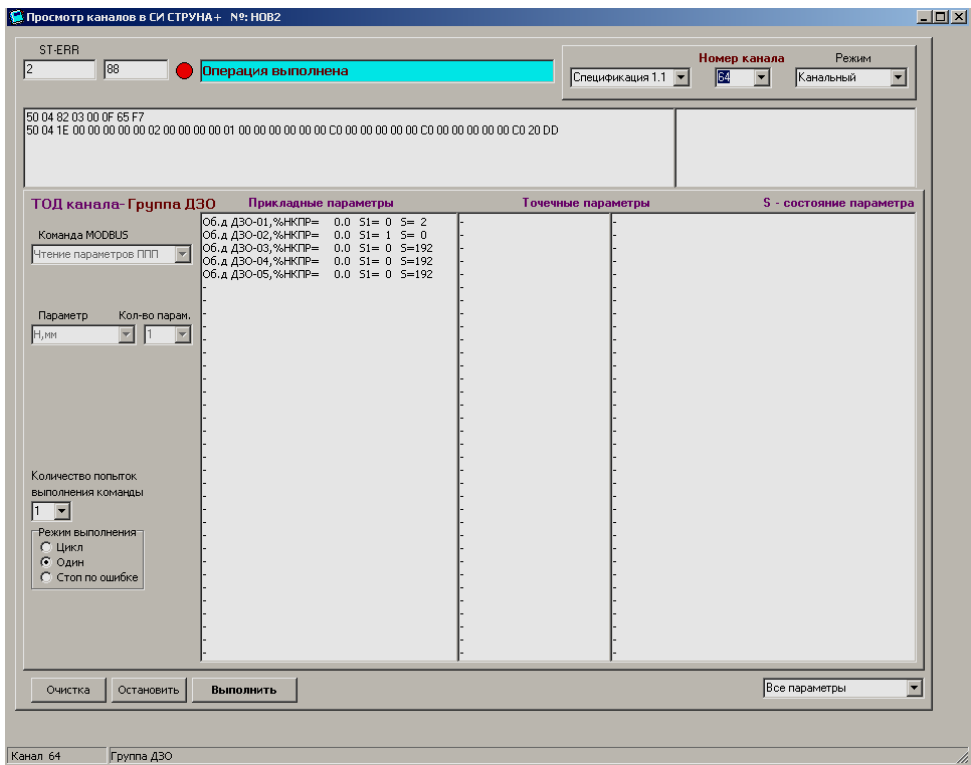 Просмотр каналов в СИ СТРУНА+ №: НОВ2
ST-ERR
2 88 Операция выполнена
Номер канала Режим
Спецификация 1.1 64 Канальный
50 04 82 03 00 0F 65 F7
50 04 1E 00 00 00 00 00 02 00 00 00 00 00 01 00 00 00 00 00 00 C0 00 00 00 00 00 C0 00 00 00 00 00 C0 20 DD
ТОД канала- Группа ДЗО Прикладные параметры Точечные параметры S - состояние параметра
Команда MODBUS
Чтение параметров ППП
Параметр Кол-во парам.
Н,мм 1
Об.д ДЗО-01,%НКПР= 0.0 S1= 0 S= 2
Об.д ДЗО-02,%НКПР= 0.0 S1= 1 S= 0
Об.д ДЗО-03,%НКПР= 0.0 S1= 0 S=192
Об.д ДЗО-04,%НКПР= 0.0 S1= 0 S=192
Об.д ДЗО-05,%НКПР= 0.0 S1= 0 S=192
Количество попыток
выполнения команды
1
Режим выполнения
Цикл
Один
Стоп по ошибке
Очистка Остановить Выполнить Все параметры
Канал 64 Группа ДЗО